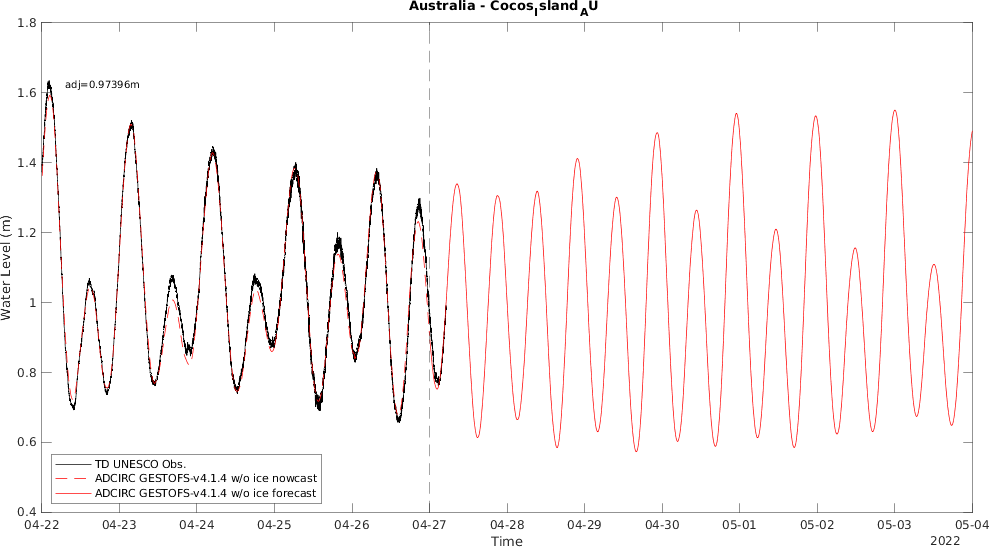 Australia - Cocos_Island_AU
1.8
1.6
1.4
1.2
1
0.8
0.6
0.4
Water Level (m)
adj=0.97396m
TD UNESCO Obs.
ADCIRC GESTOFS-v4.1.4 w/o ice nowcast
ADCIRC GESTOFS-v4.1.4 w/o ice forecast
04-22 04-23 04-24 04-25 04-26 04-27 04-28 04-29 04-30 05-01 05-02 05-03 05-04
Time
2022